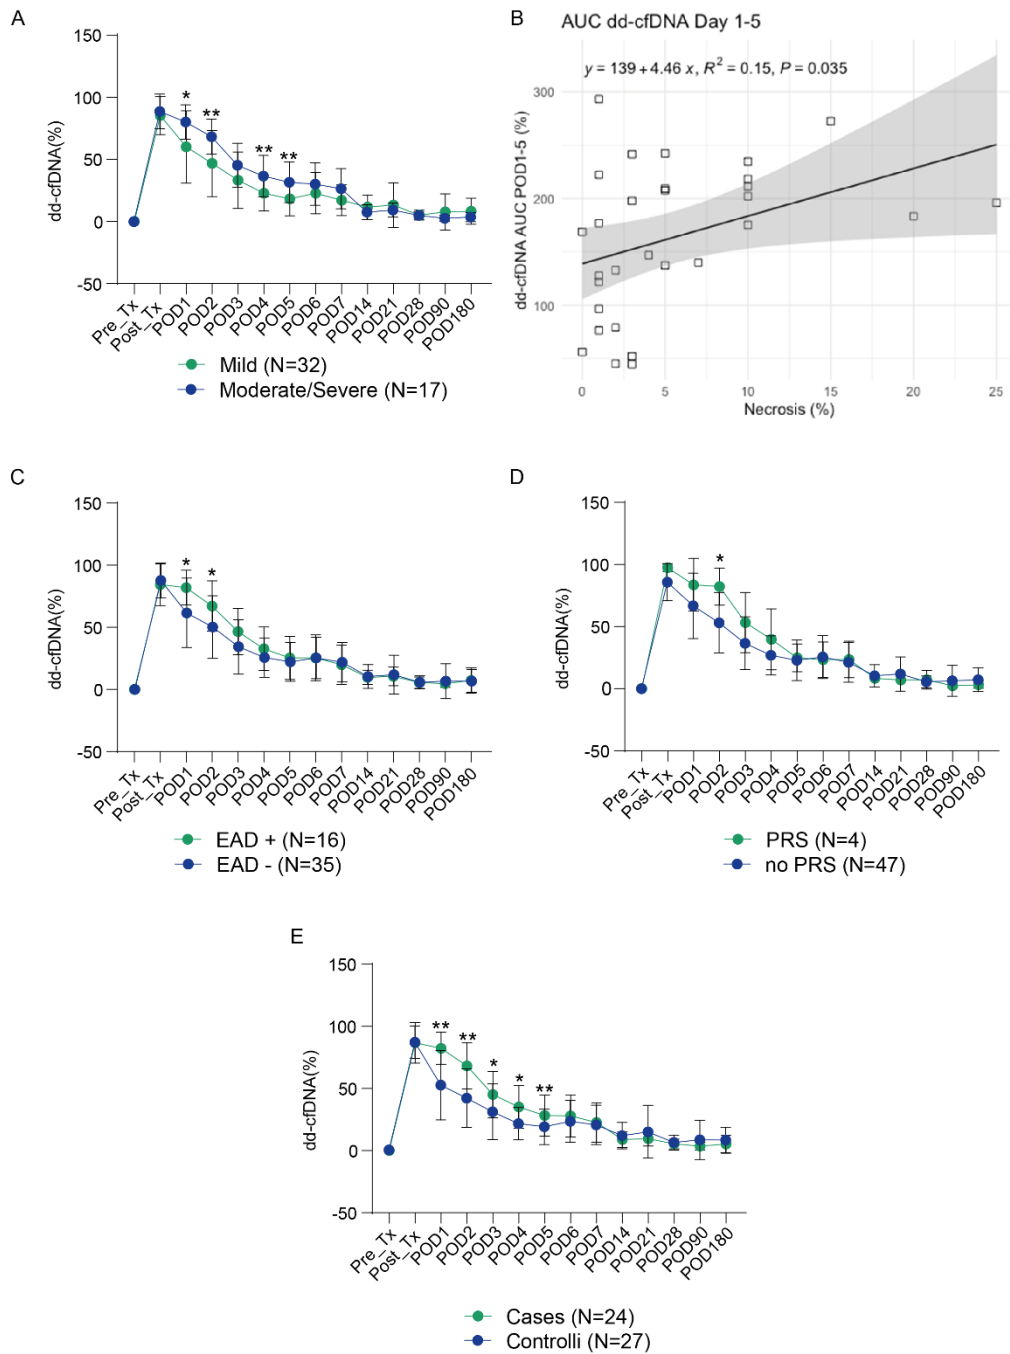 A
dd-cfDNA(%)
150
100
50
0
-50
* ** ** **
Pre_Tx Post_Tx POD1 POD2 POD3 POD4 POD5 POD6 POD7 POD14 POD21 POD28 POD90 POD180
Mild (N=32)
Moderate/Severe (N=17)
B
AUC dd-cfDNA Day 1-5
y = 139 + 4.46 x, R² = 0.15, P = 0.035
dd-cfDNA AUC POD1-5 (%)
300
200
100
0 5 10 15 20 25
Necrosis (%)
C
dd-cfDNA(%)
150
100
50
0
-50
* *
Pre_Tx Post_Tx POD1 POD2 POD3 POD4 POD5 POD6 POD7 POD14 POD21 POD28 POD90 POD180
EAD + (N=16)
EAD - (N=35)
D
dd-cfDNA(%)
150
100
50
0
-50
*
Pre_Tx Post_Tx POD1 POD2 POD3 POD4 POD5 POD6 POD7 POD14 POD21 POD28 POD90 POD180
PRS (N=4)
no PRS (N=47)
E
dd-cfDNA(%)
150
100
50
0
-50
** ** * * **
Pre_Tx Post_Tx POD1 POD2 POD3 POD4 POD5 POD6 POD7 POD14 POD21 POD28 POD90 POD180
Cases (N=24)
Controlli (N=27)